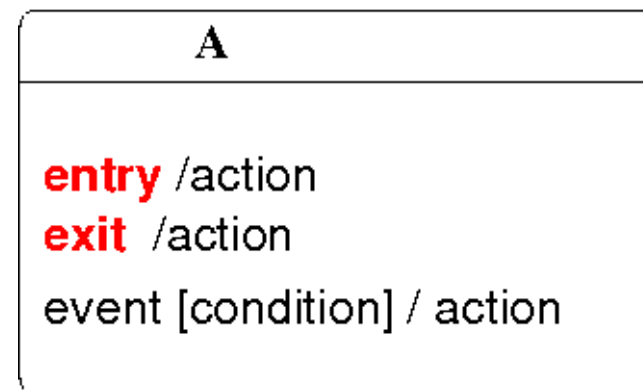 A
entry /action
exit /action
event [condition] / action